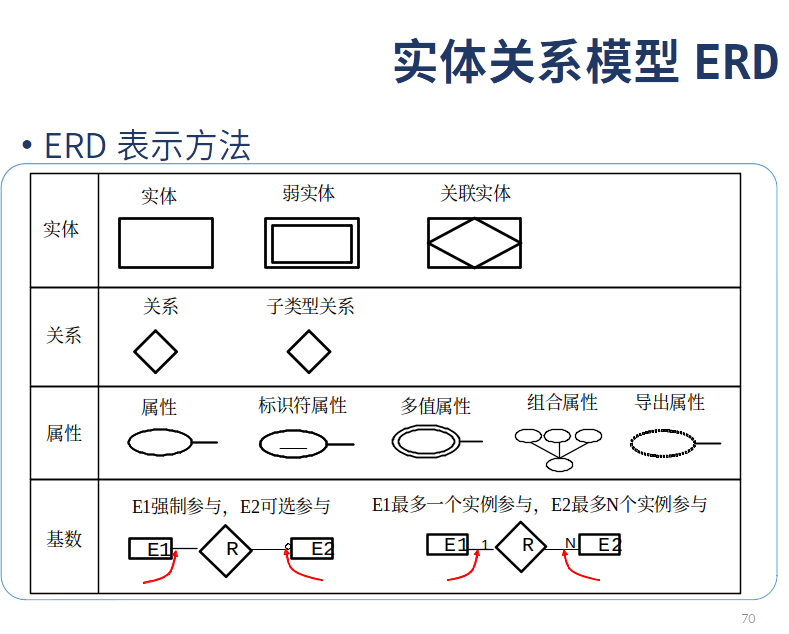 实体关系模型 ERD
• ERD 表示方法
实体
实体
弱实体
关联实体
关系
关系
子类型关系
属性
属性
标识符属性
多值属性
组合属性
导出属性
基数
E1强制参与，E2可选参与
E1最多一个实例参与，E2最多N个实例参与
E1 R E2
E1 1 R N E2
70